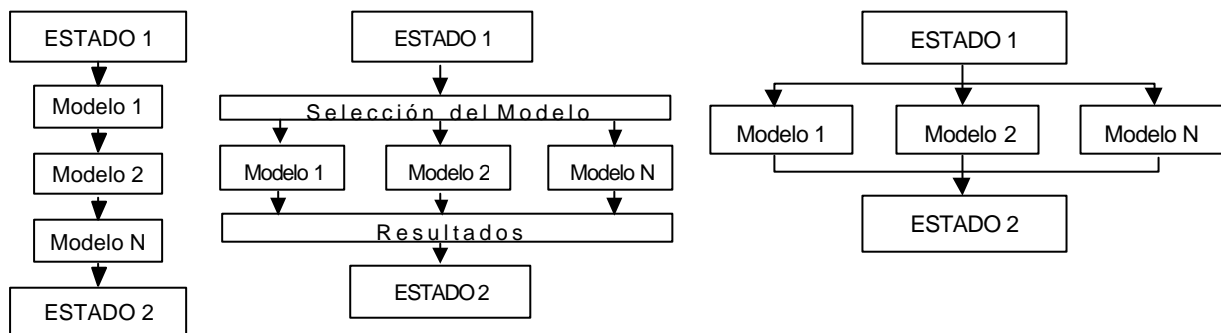 ESTADO 1
Modelo 1
Modelo 2
Modelo N
ESTADO 2
ESTADO 1
Selección del Modelo
Modelo 1 Modelo 2 Modelo N
Resultados
ESTADO 2
ESTADO 1
Modelo 1 Modelo 2 Modelo N
ESTADO 2